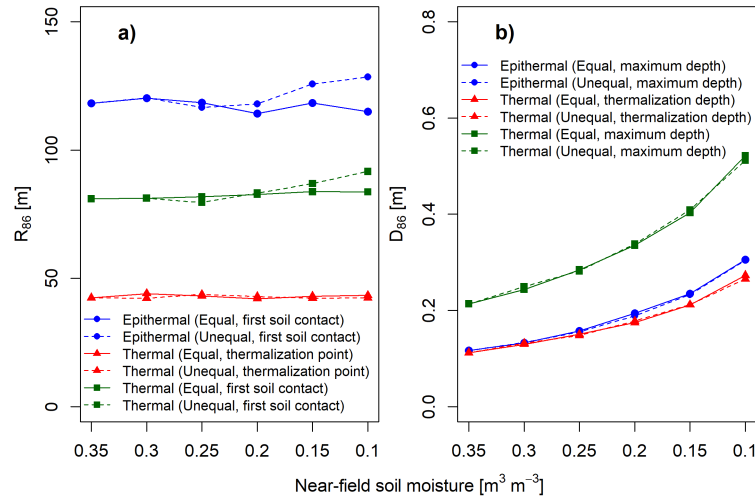 a)
150
100
50
0
R86 [m]
Epithermal (Equal, first soil contact)
Epithermal (Unequal, first soil contact)
Thermal (Equal, thermalization point)
Thermal (Unequal, thermalization point)
Thermal (Equal, first soil contact)
Thermal (Unequal, first soil contact)
0.35 0.3 0.25 0.2 0.15 0.1
b)
0.8
0.6
0.4
0.2
0.0
D86 [m]
Epithermal (Equal, maximum depth)
Epithermal (Unequal, maximum depth)
Thermal (Equal, thermalization depth)
Thermal (Unequal, thermalization depth)
Thermal (Equal, maximum depth)
Thermal (Unequal, maximum depth)
0.35 0.3 0.25 0.2 0.15 0.1
Near-field soil moisture [m³ m⁻³]